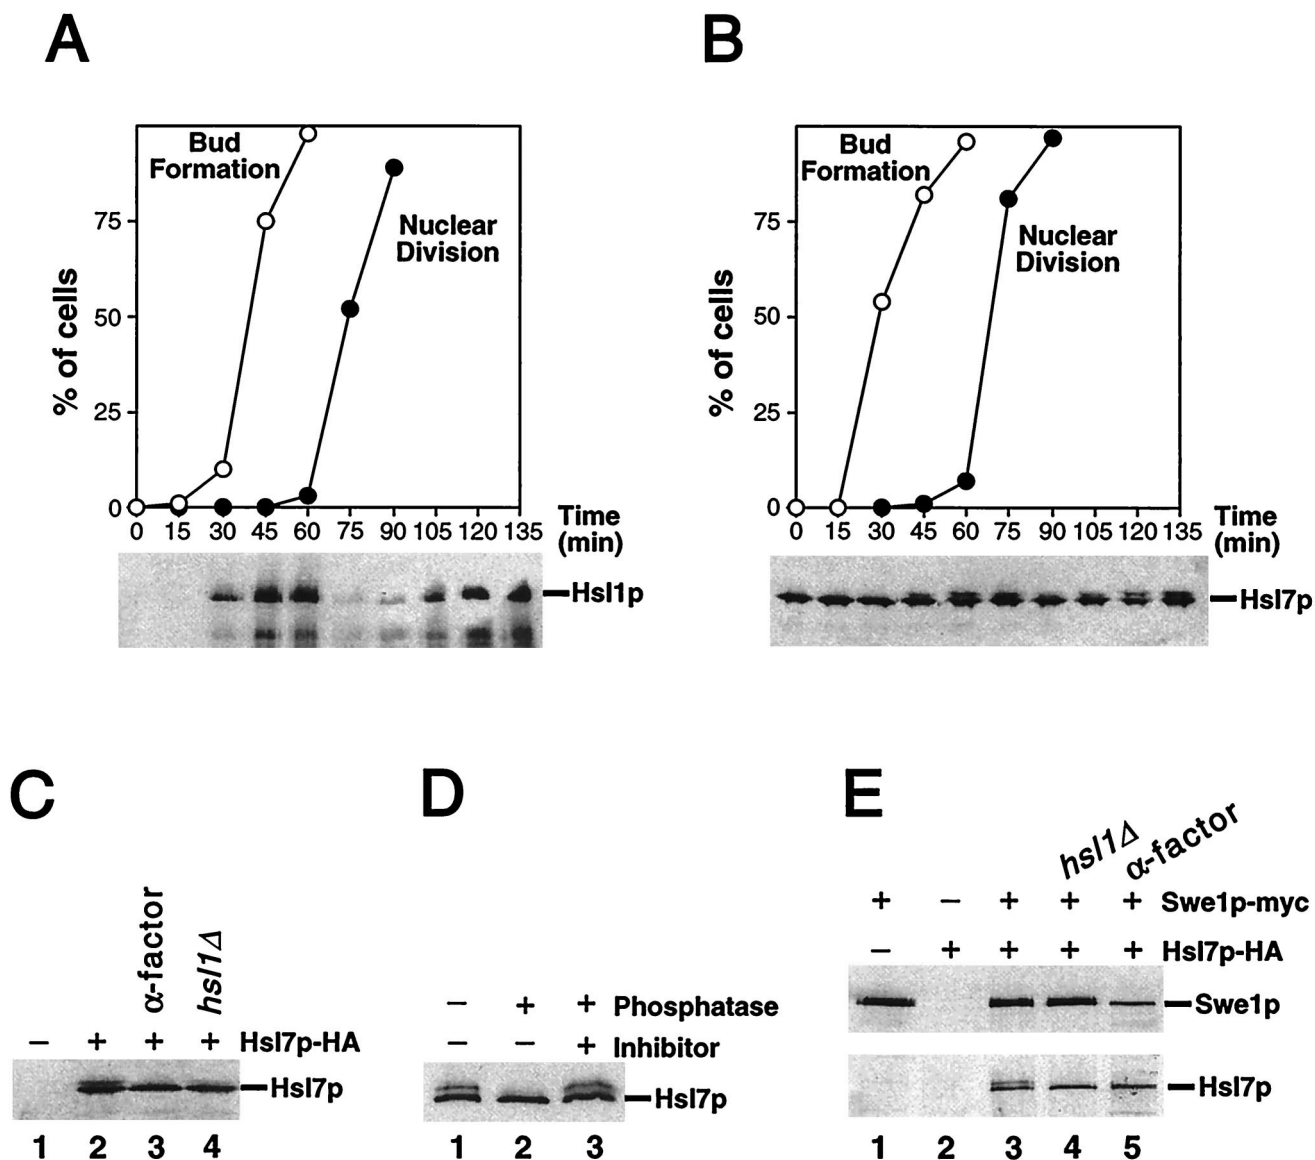 A
B
Bud
Formation
Nuclear
Division
% of cells
75
50
25
0
0 15 30 45 60 75 90 105 120 135
Time
(min)
Hsl1p
Bud
Formation
Nuclear
Division
% of cells
75
50
25
0
0 15 30 45 60 75 90 105 120 135
Time
(min)
Hsl7p
C
α-factor
hsl1Δ
− + + + Hsl7p-HA
Hsl7p
1 2 3 4
D
− + + Phosphatase
− − + Inhibitor
Hsl7p
1 2 3
E
hsl1Δ
α-factor
+ − + + + Swe1p-myc
− + + + + Hsl7p-HA
Swe1p
Hsl7p
1 2 3 4 5